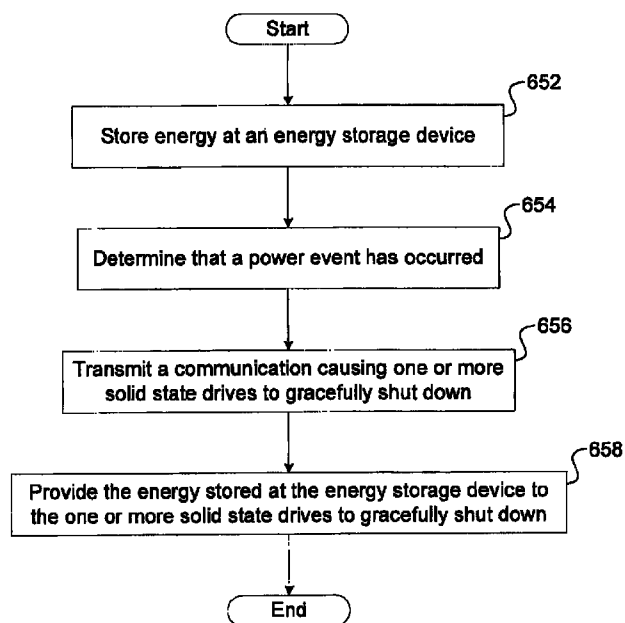 Start
652
Store energy at an energy storage device
654
Determine that a power event has occurred
656
Transmit a communication causing one or more
solid state drives to gracefully shut down
658
Provide the energy stored at the energy storage device to
the one or more solid state drives to gracefully shut down
End